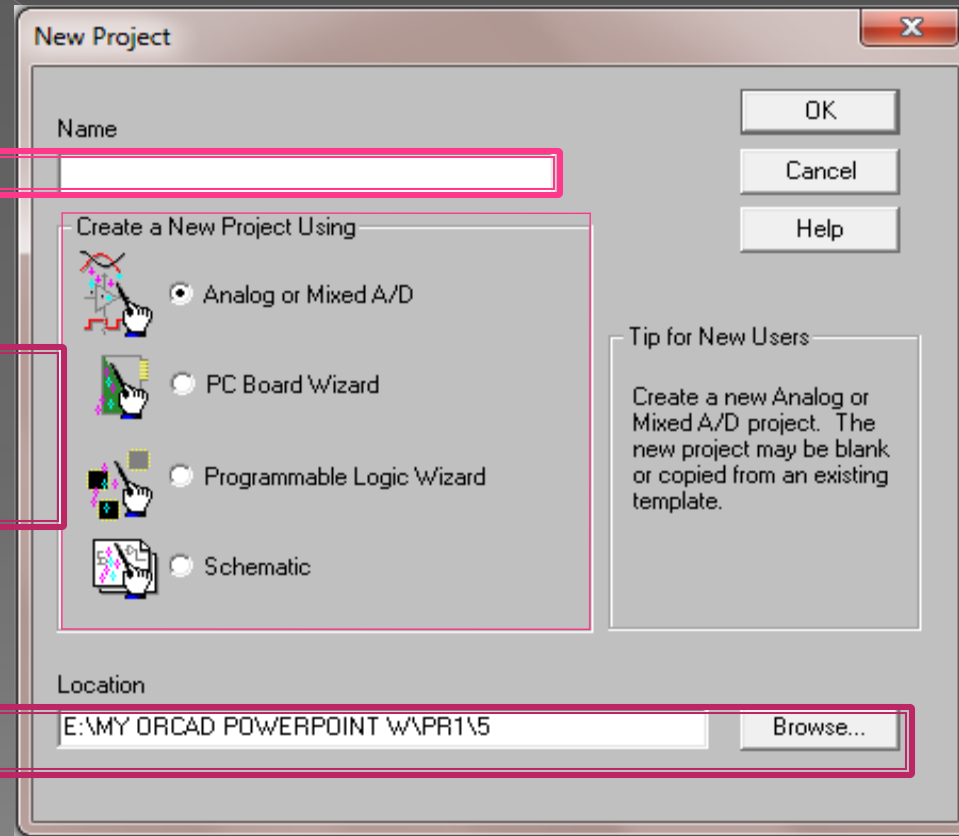 New Project
Name
OK
Cancel
Help
Create a New Project Using
Analog or Mixed A/D
PC Board Wizard
Programmable Logic Wizard
Schematic
Tip for New Users
Create a new Analog or
Mixed A/D project. The
new project may be blank
or copied from an existing
template.
Location
E:\MY ORCAD POWERPOINT W\PR1\5
Browse...